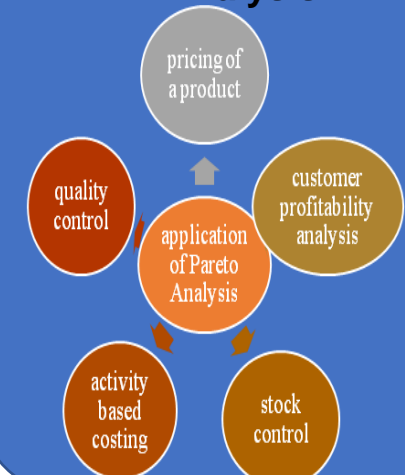 pricing of
a product
customer
profitability
analysis
quality
control
application
of Pareto
Analysis
activity
based
costing
stock
control